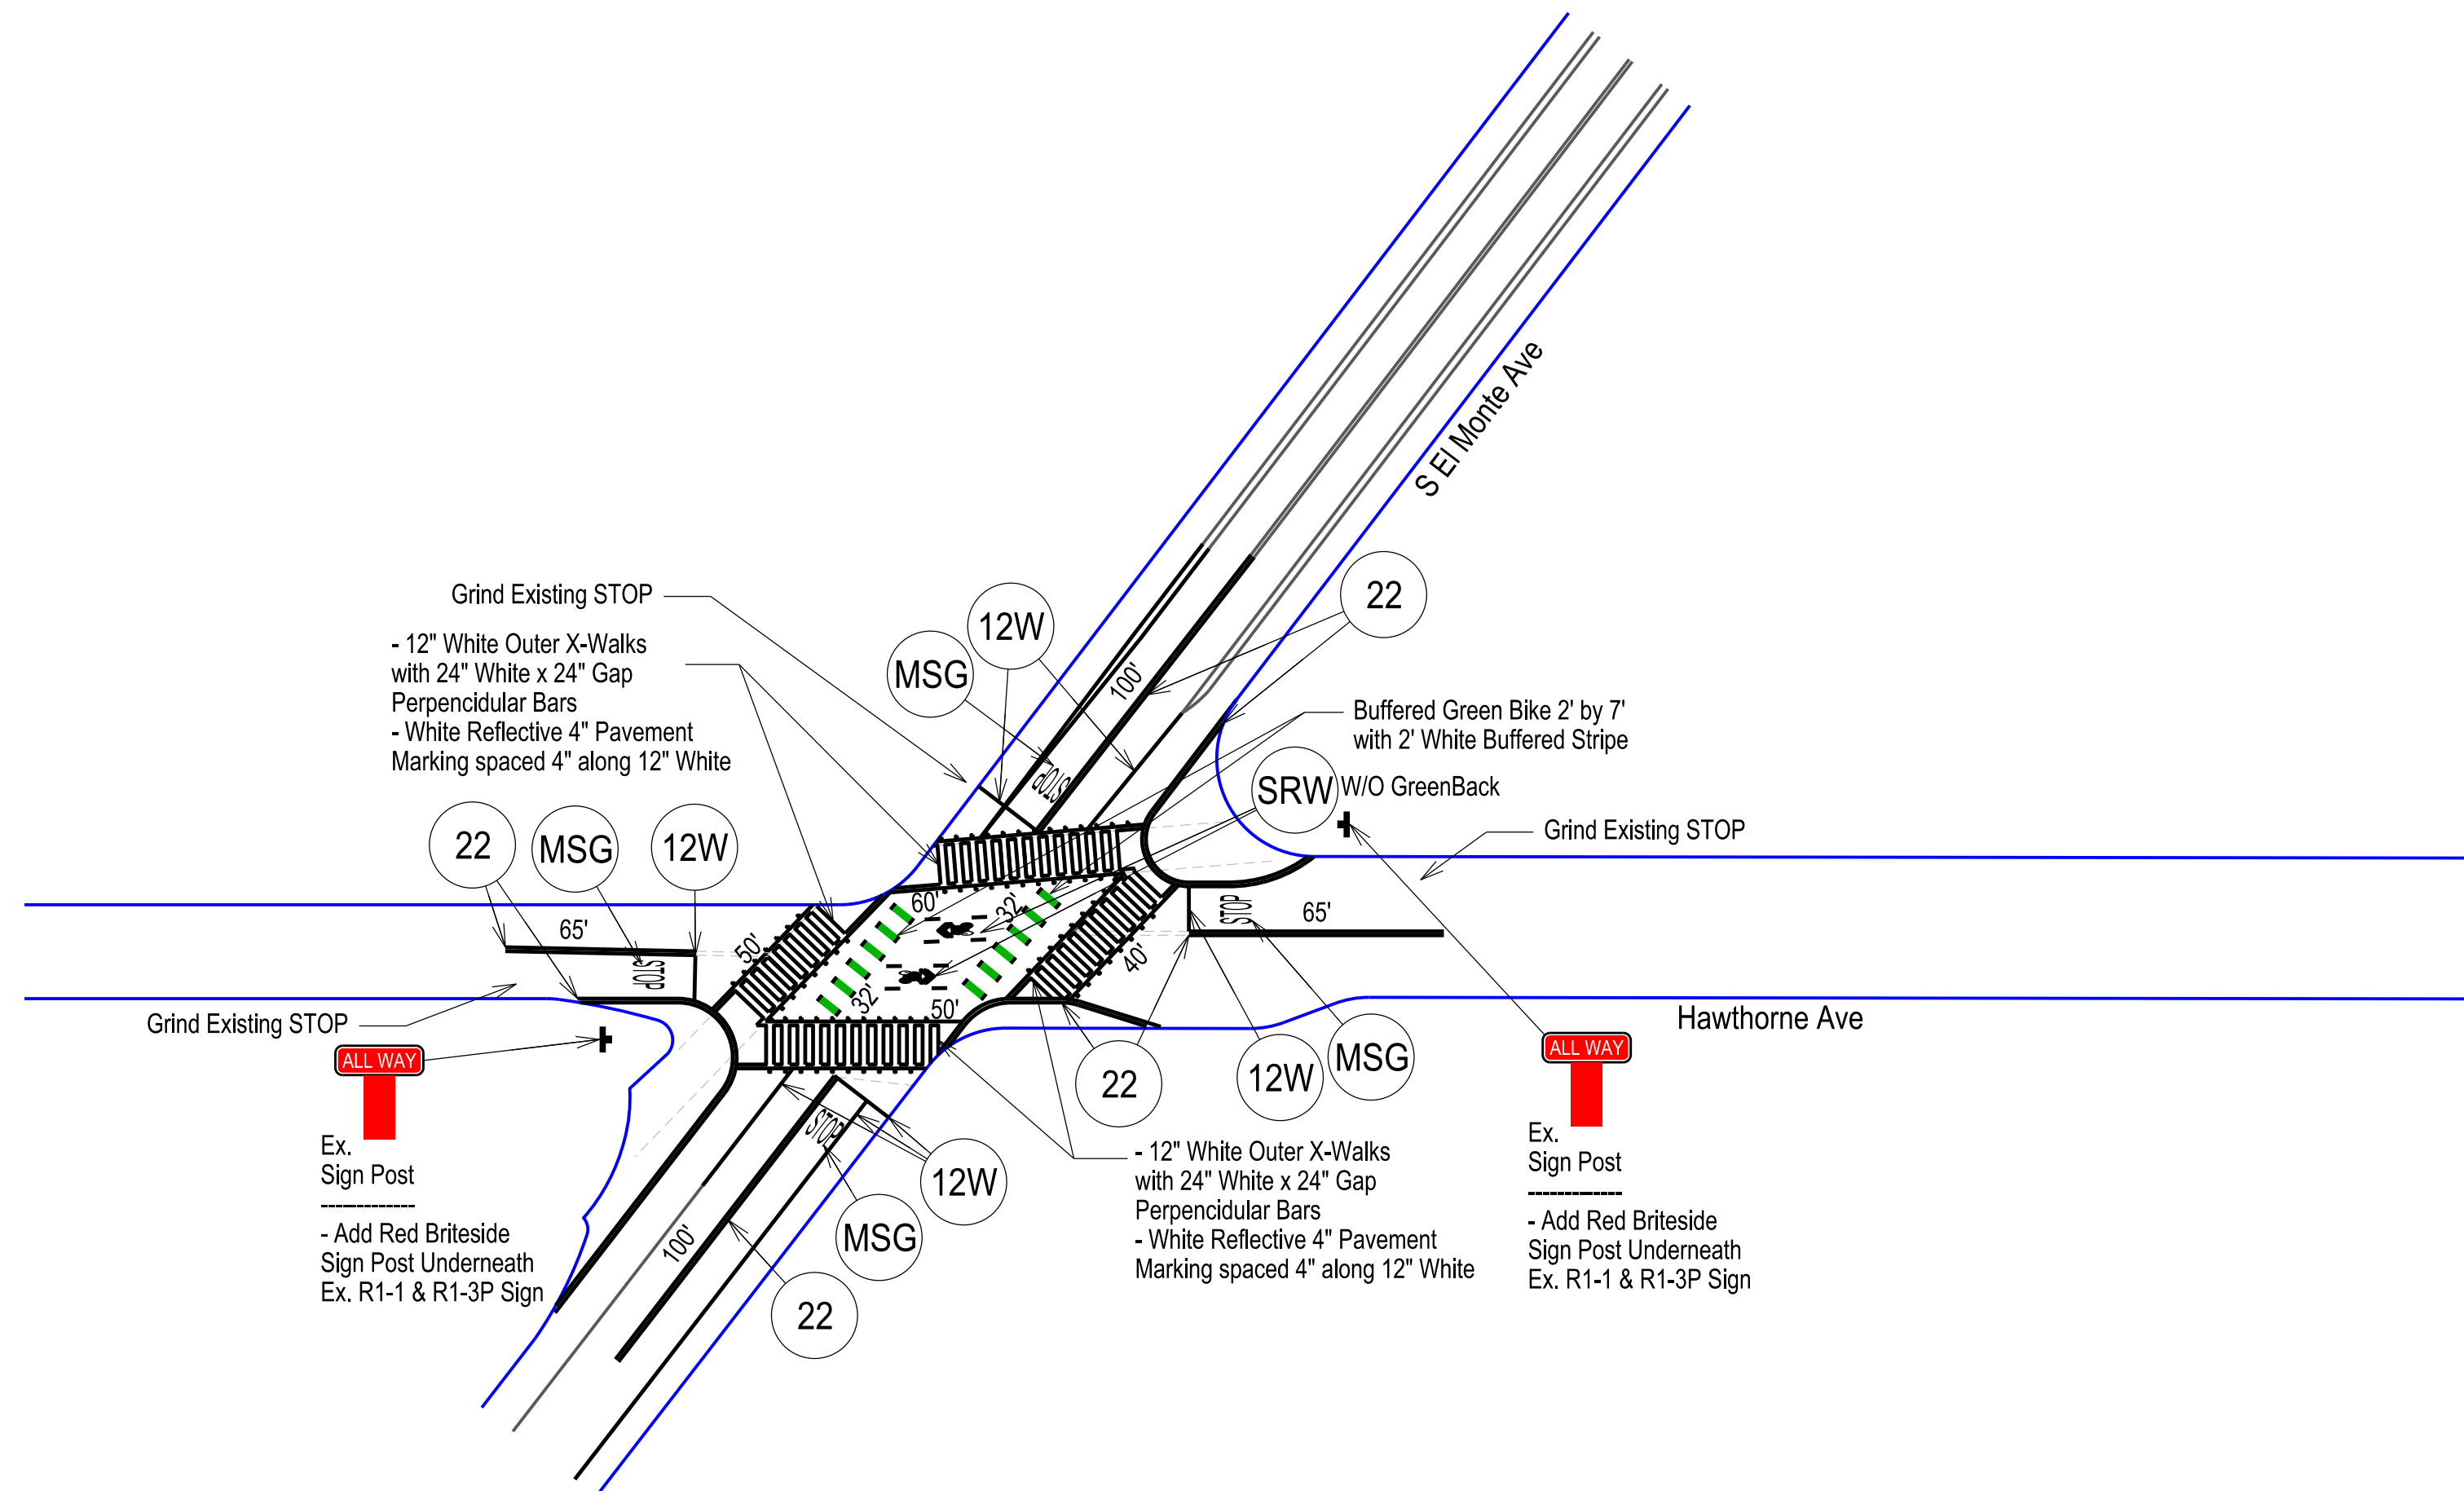 S El Monte Ave
Grind Existing STOP
- 12" White Outer X-Walks
with 24" White x 24" Gap
Perpencidular Bars
- White Reflective 4" Pavement
Marking spaced 4" along 12" White
MSG
12W
22
100'
STOP
Buffered Green Bike 2' by 7'
with 2' White Buffered Stripe
SRW
W/O GreenBack
Grind Existing STOP
22
MSG
12W
65'
STOP
50'
60'
32'
32'
50'
40'
STOP
65'
Grind Existing STOP
Hawthorne Ave
ALL WAY
Ex.
Sign Post
-------------
- Add Red Briteside
Sign Post Underneath
Ex. R1-1 & R1-3P Sign
100'
STOP
12W
MSG
22
22
12W
MSG
- 12" White Outer X-Walks
with 24" White x 24" Gap
Perpencidular Bars
- White Reflective 4" Pavement
Marking spaced 4" along 12" White
ALL WAY
Ex.
Sign Post
-------------
- Add Red Briteside
Sign Post Underneath
Ex. R1-1 & R1-3P Sign